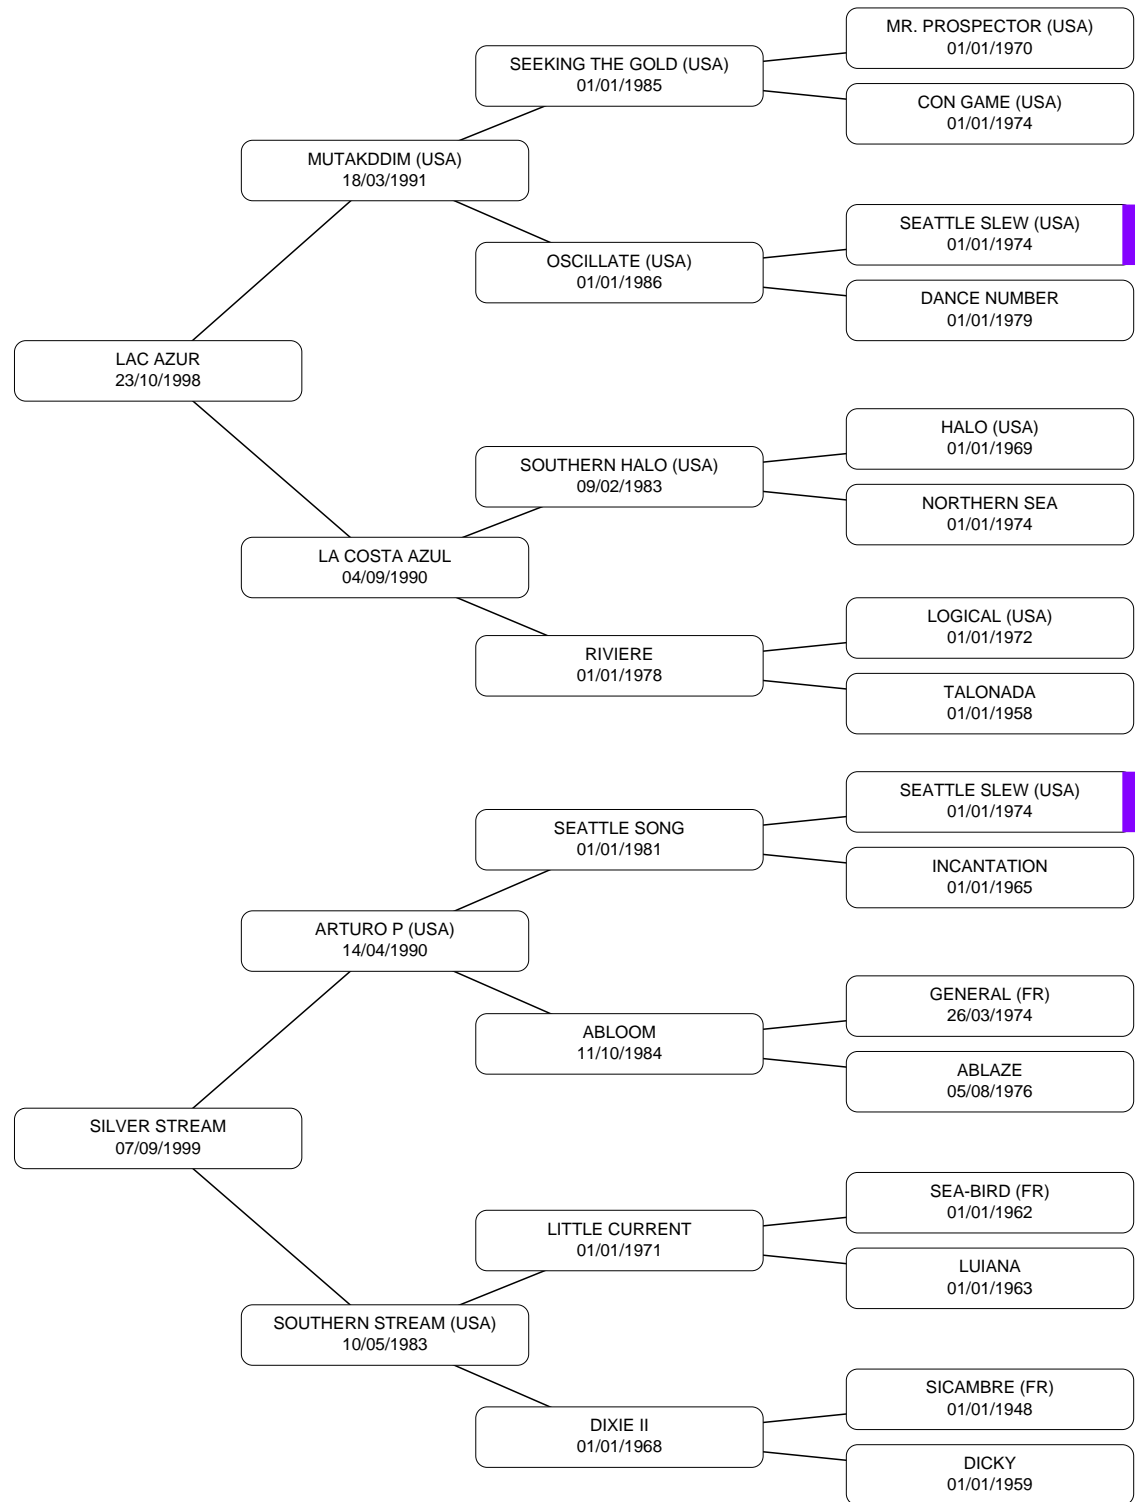 MR. PROSPECTOR (USA)
01/01/1970
SEEKING THE GOLD (USA)
01/01/1985
CON GAME (USA)
01/01/1974
MUTAKDDIM (USA)
18/03/1991
SEATTLE SLEW (USA)
01/01/1974
OSCILLATE (USA)
01/01/1986
DANCE NUMBER
01/01/1979
LAC AZUR
23/10/1998
HALO (USA)
01/01/1969
SOUTHERN HALO (USA)
09/02/1983
NORTHERN SEA
01/01/1974
LA COSTA AZUL
04/09/1990
LOGICAL (USA)
01/01/1972
RIVIERE
01/01/1978
TALONADA
01/01/1958
SEATTLE SLEW (USA)
01/01/1974
SEATTLE SONG
01/01/1981
INCANTATION
01/01/1965
ARTURO P (USA)
14/04/1990
GENERAL (FR)
26/03/1974
ABLOOM
11/10/1984
ABLAZE
05/08/1976
SILVER STREAM
07/09/1999
SEA-BIRD (FR)
01/01/1962
LITTLE CURRENT
01/01/1971
LUIANA
01/01/1963
SOUTHERN STREAM (USA)
10/05/1983
SICAMBRE (FR)
01/01/1948
DIXIE II
01/01/1968
DICKY
01/01/1959